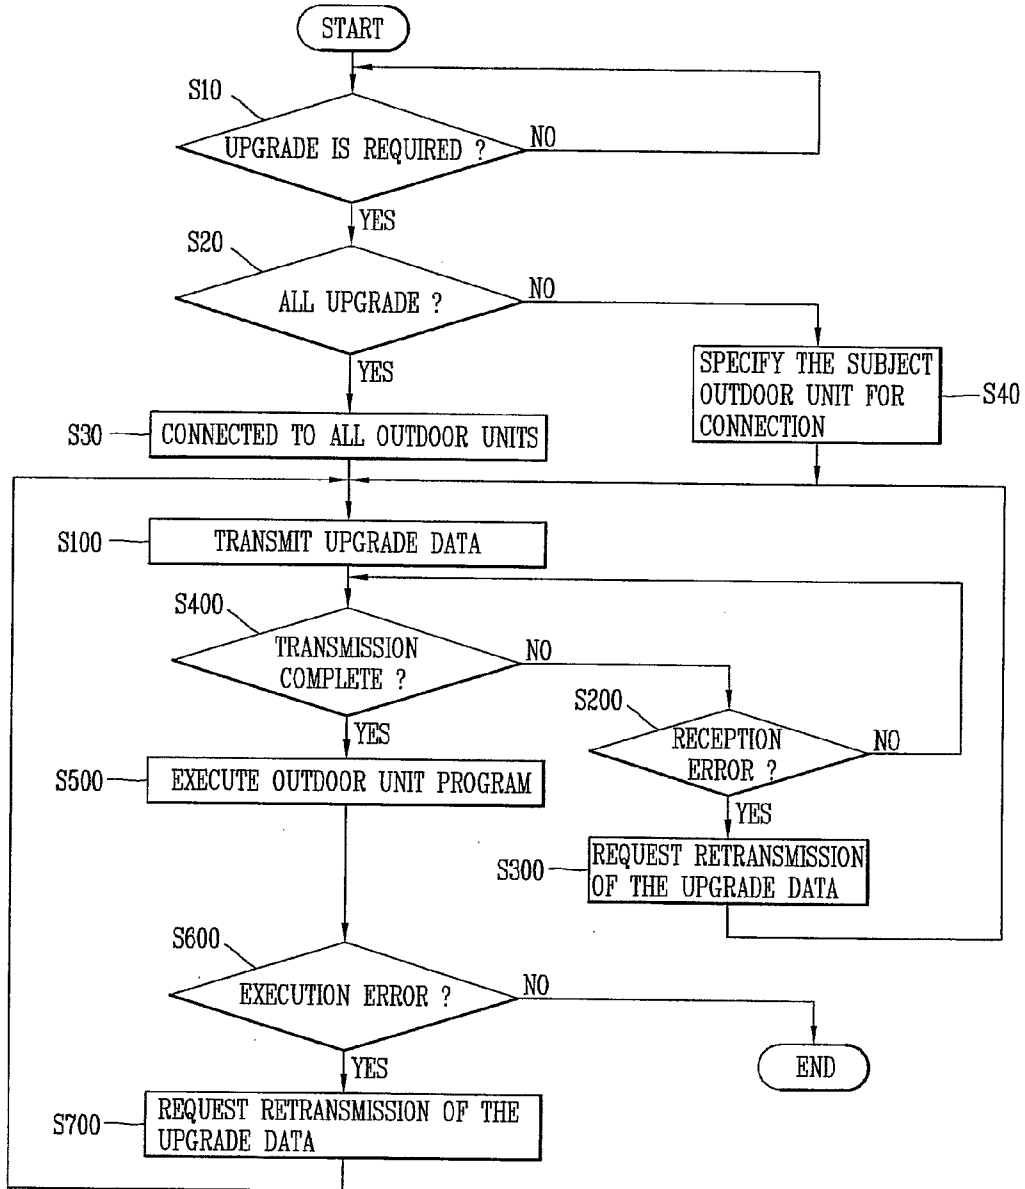 START
S10
UPGRADE IS REQUIRED ?
NO
YES
S20
ALL UPGRADE ?
NO
YES
SPECIFY THE SUBJECT
OUTDOOR UNIT FOR
CONNECTION
S40
S30
CONNECTED TO ALL OUTDOOR UNITS
S100
TRANSMIT UPGRADE DATA
S400
TRANSMISSION
COMPLETE ?
NO
YES
S200
RECEPTION
ERROR ?
NO
YES
S500
EXECUTE OUTDOOR UNIT PROGRAM
S300
REQUEST RETRANSMISSION
OF THE UPGRADE DATA
S600
EXECUTION ERROR ?
NO
YES
END
S700
REQUEST RETRANSMISSION OF THE
UPGRADE DATA